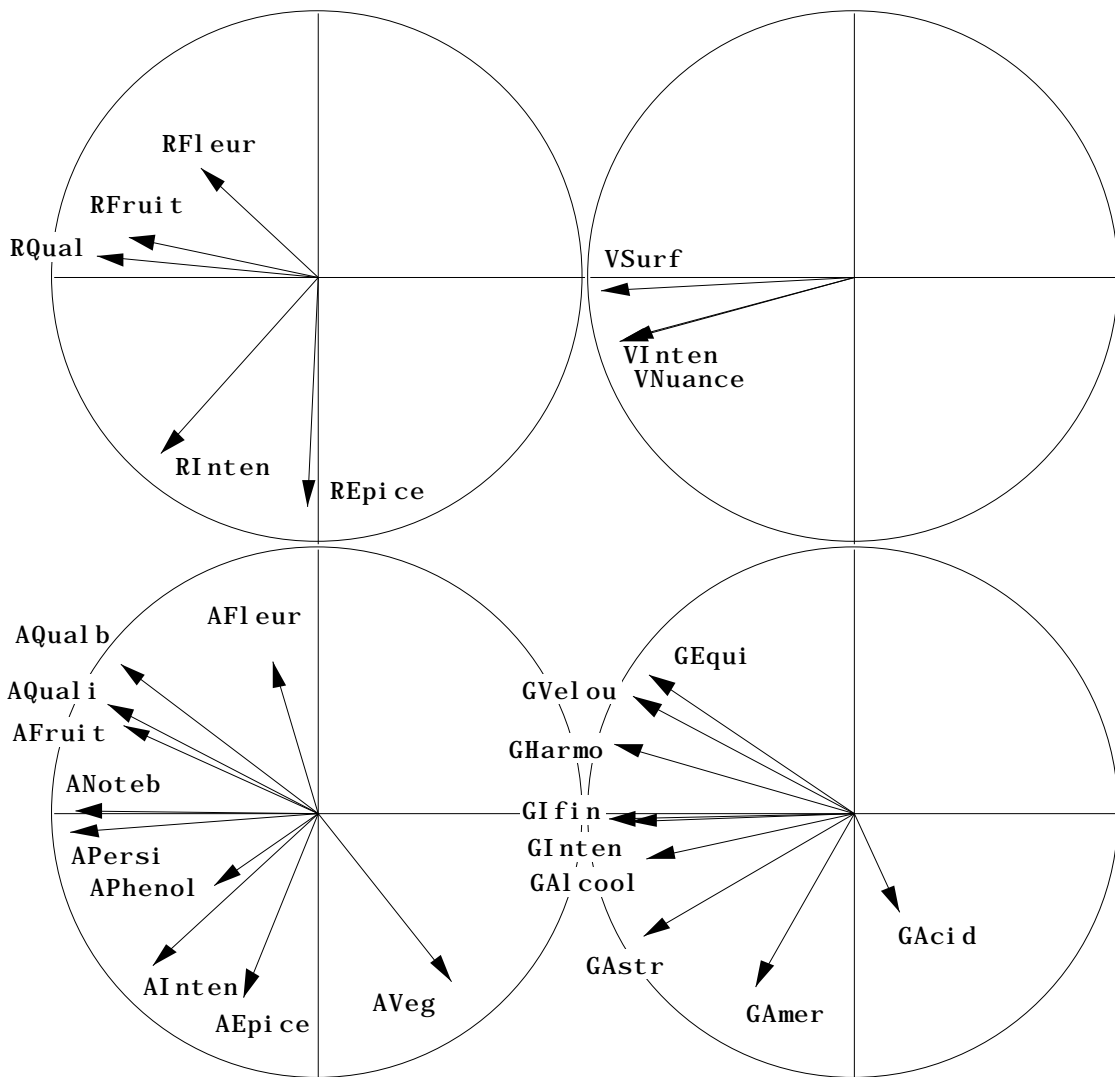 RFleur
RFruit
RQual
RInten
REpice
VSurf
VInten
VNuance
AFleur
AQualb
AQuali
AFruit
ANoteb
APersi
APhenol
AInten
AEpice
AVeg
GEqui
GVelou
GHarmo
GIfin
GInten
GAlcool
GAcid
GAstr
GAmer